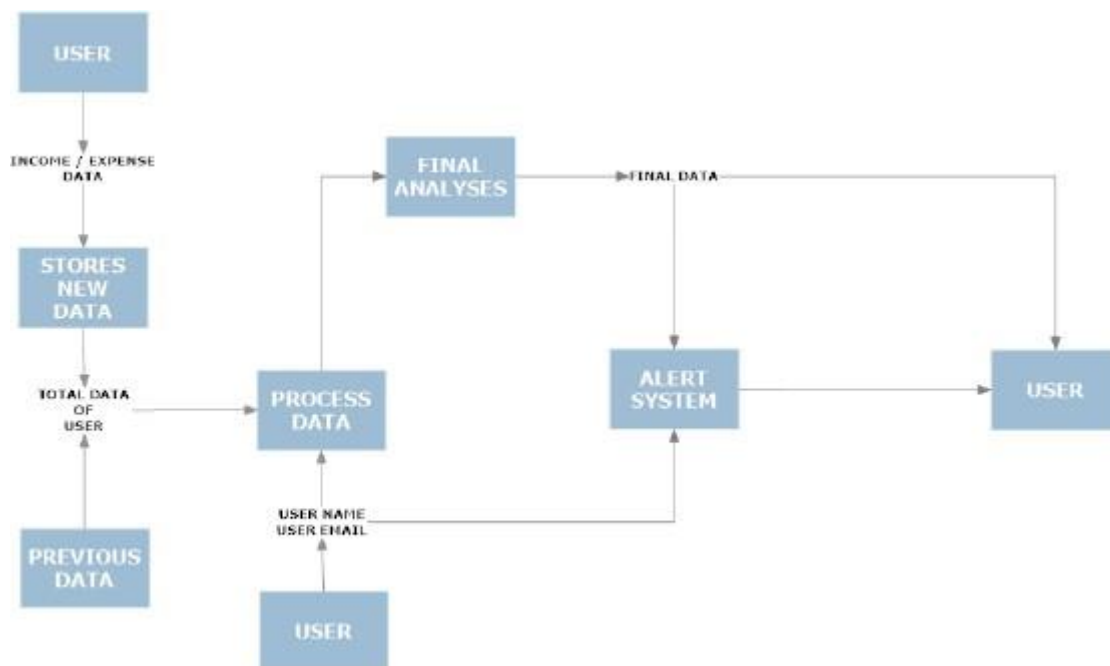 USER
INCOME / EXPENSE
DATA
STORES
NEW
DATA
TOTAL DATA
OF
USER
PREVIOUS
DATA
PROCESS
DATA
USER NAME
USER EMAIL
USER
FINAL
ANALYSES
FINAL DATA
ALERT
SYSTEM
USER